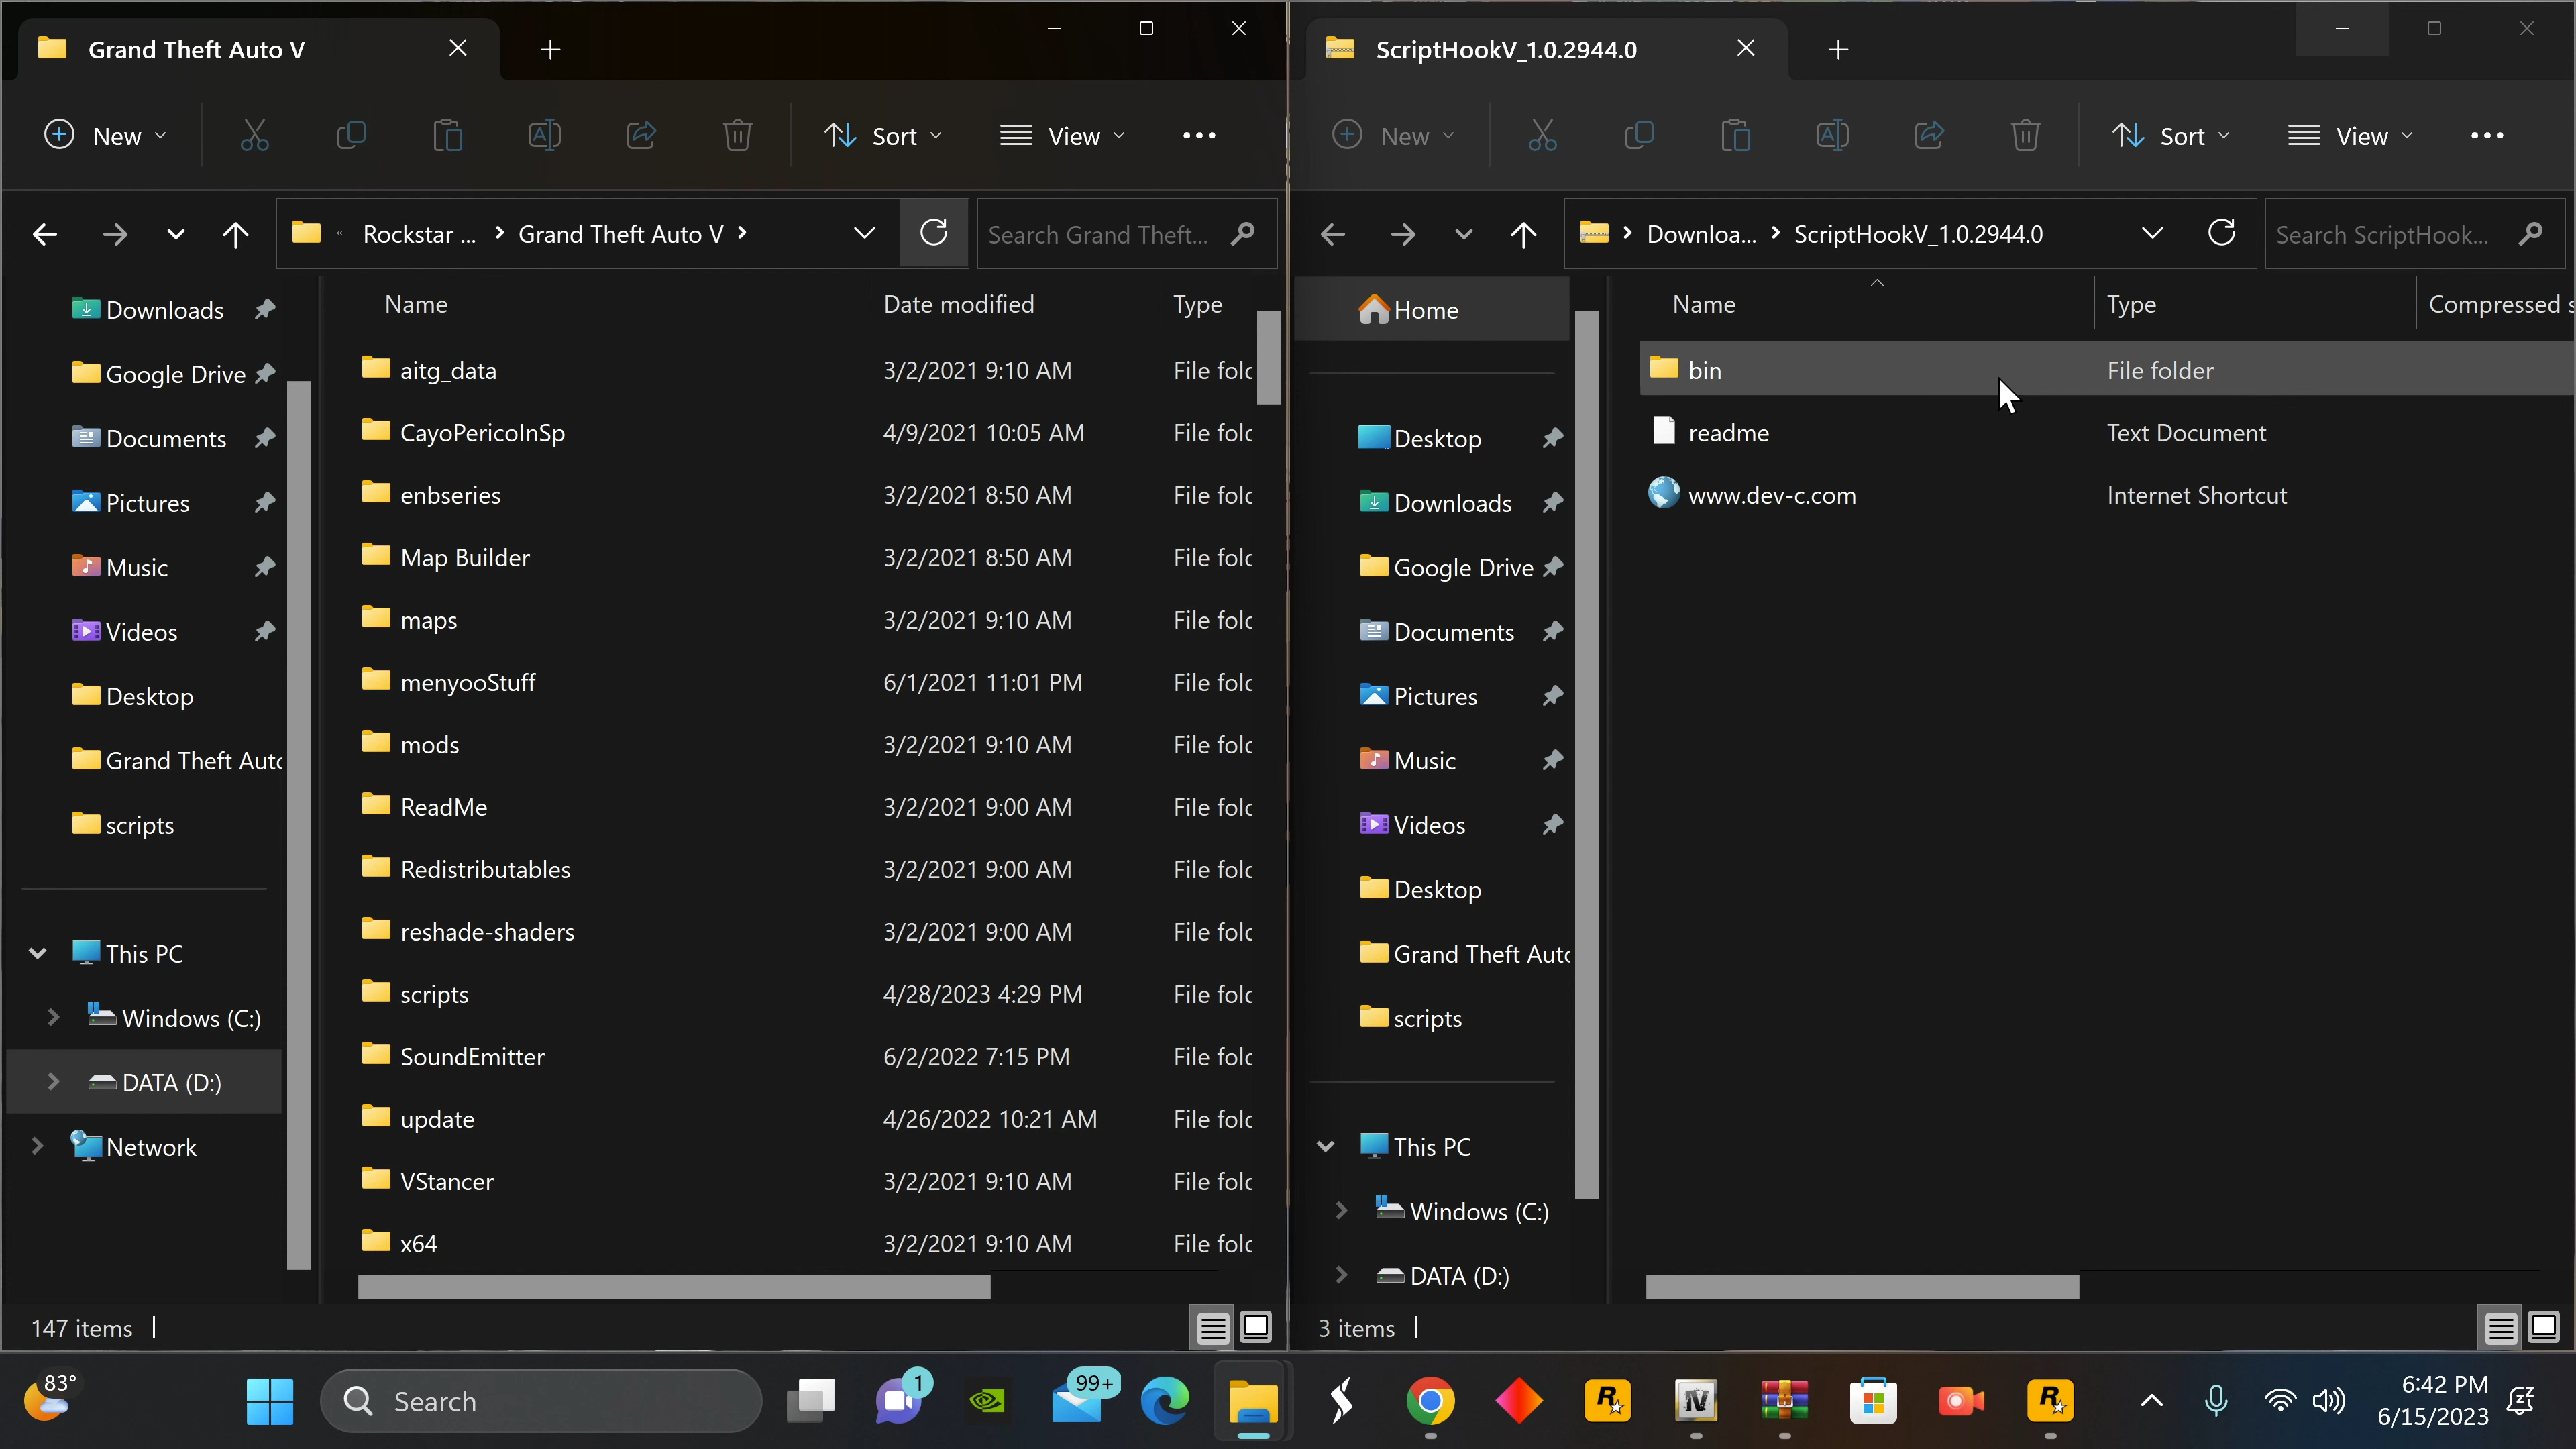 Grand Theft Auto V
New
Sort
View
Rockstar ... > Grand Theft Auto V >
Search Grand Theft...
Downloads
Google Drive
Documents
Pictures
Music
Videos
Desktop
Grand Theft Auto
scripts
This PC
Windows (C:)
DATA (D:)
Network
Name Date modified Type
aitg_data 3/2/2021 9:10 AM File folc
CayoPericoInSp 4/9/2021 10:05 AM File folc
enbseries 3/2/2021 8:50 AM File folc
Map Builder 3/2/2021 8:50 AM File folc
maps 3/2/2021 9:10 AM File folc
menyooStuff 6/1/2021 11:01 PM File folc
mods 3/2/2021 9:10 AM File folc
ReadMe 3/2/2021 9:00 AM File folc
Redistributables 3/2/2021 9:00 AM File folc
reshade-shaders 3/2/2021 9:00 AM File folc
scripts 4/28/2023 4:29 PM File folc
SoundEmitter 6/2/2022 7:15 PM File folc
update 4/26/2022 10:21 AM File folc
VStancer 3/2/2021 9:10 AM File folc
x64 3/2/2021 9:10 AM File folc
147 items
ScriptHookV_1.0.2944.0
New
Sort
View
> Downloa... > ScriptHookV_1.0.2944.0
Search ScriptHook...
Home
Desktop
Downloads
Google Drive
Documents
Pictures
Music
Videos
Desktop
Grand Theft Auto
scripts
This PC
Windows (C:)
DATA (D:)
Name Type Compressed s
bin File folder
readme Text Document
www.dev-c.com Internet Shortcut
3 items
83°
Search
1
99+
6:42 PM
6/15/2023